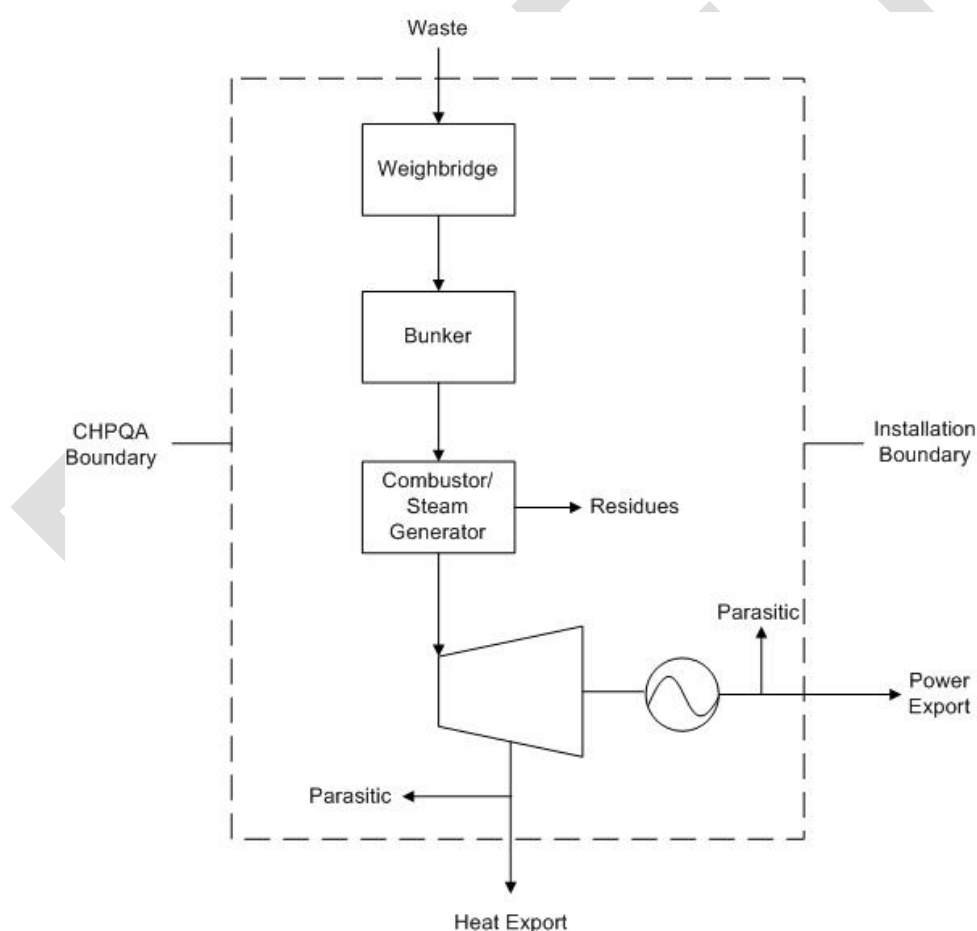 Waste
Weighbridge
Bunker
CHPQA
Boundary
Installation
Boundary
Combustor/
Steam
Generator
Residues
Parasitic
Power
Export
Parasitic
Heat Export